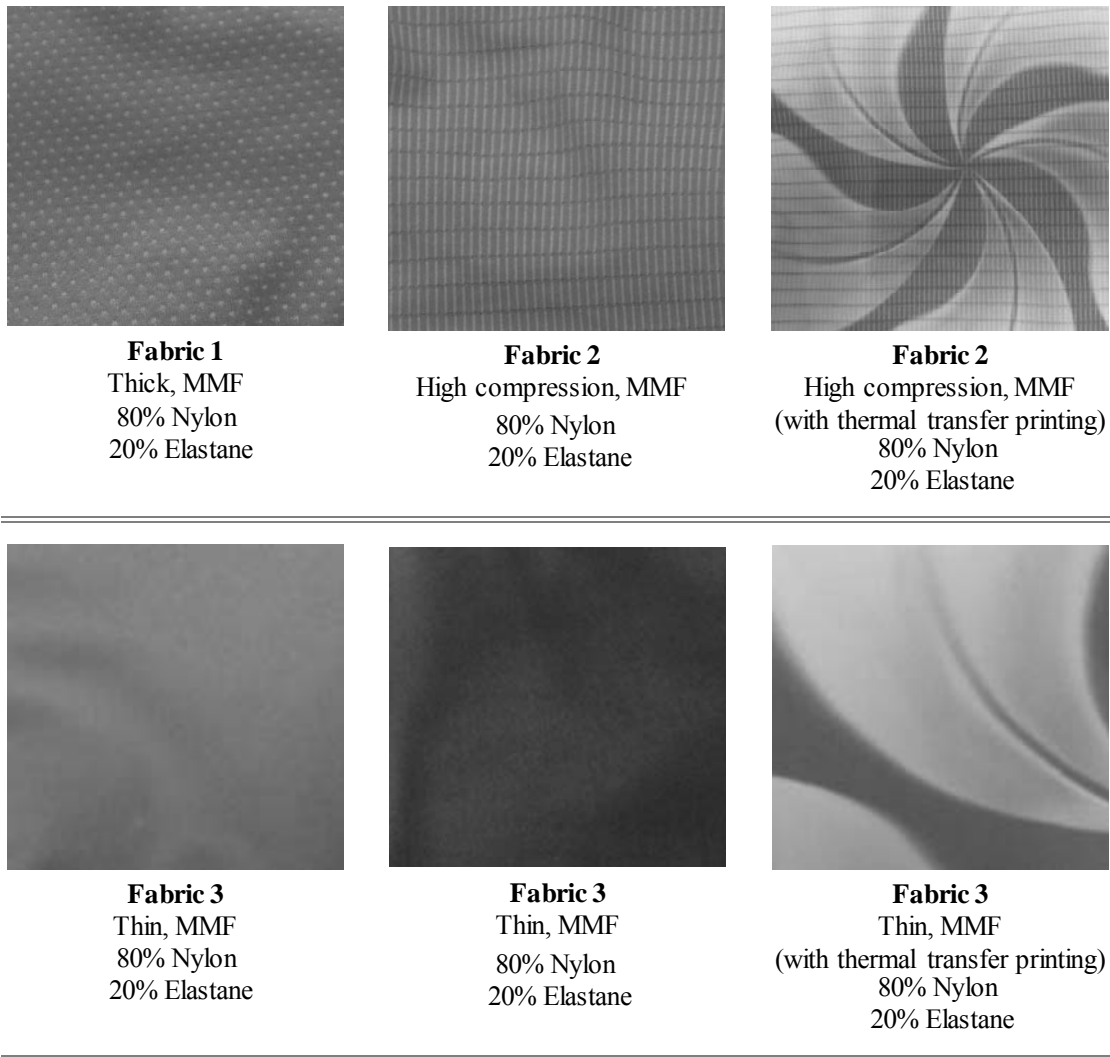 Fabric 1
Thick, MMF
80% Nylon
20% Elastane
Fabric 2
High compression, MMF
80% Nylon
20% Elastane
Fabric 2
High compression, MMF
(with thermal transfer printing)
80% Nylon
20% Elastane
Fabric 3
Thin, MMF
80% Nylon
20% Elastane
Fabric 3
Thin, MMF
80% Nylon
20% Elastane
Fabric 3
Thin, MMF
(with thermal transfer printing)
80% Nylon
20% Elastane